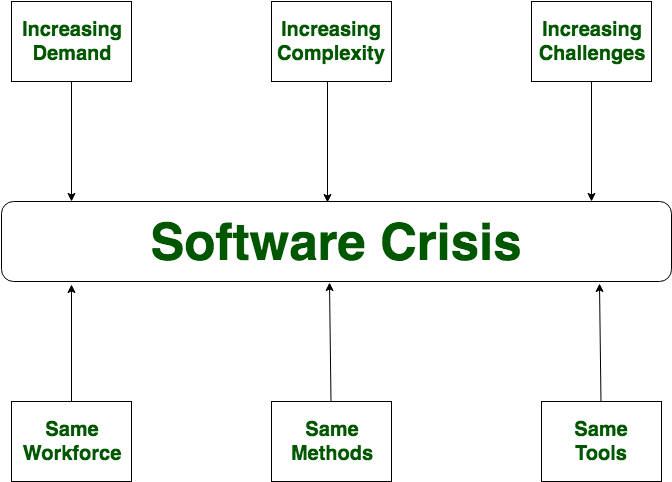 Increasing
Demand
Increasing
Complexity
Increasing
Challenges
Software Crisis
Same
Workforce
Same
Methods
Same
Tools